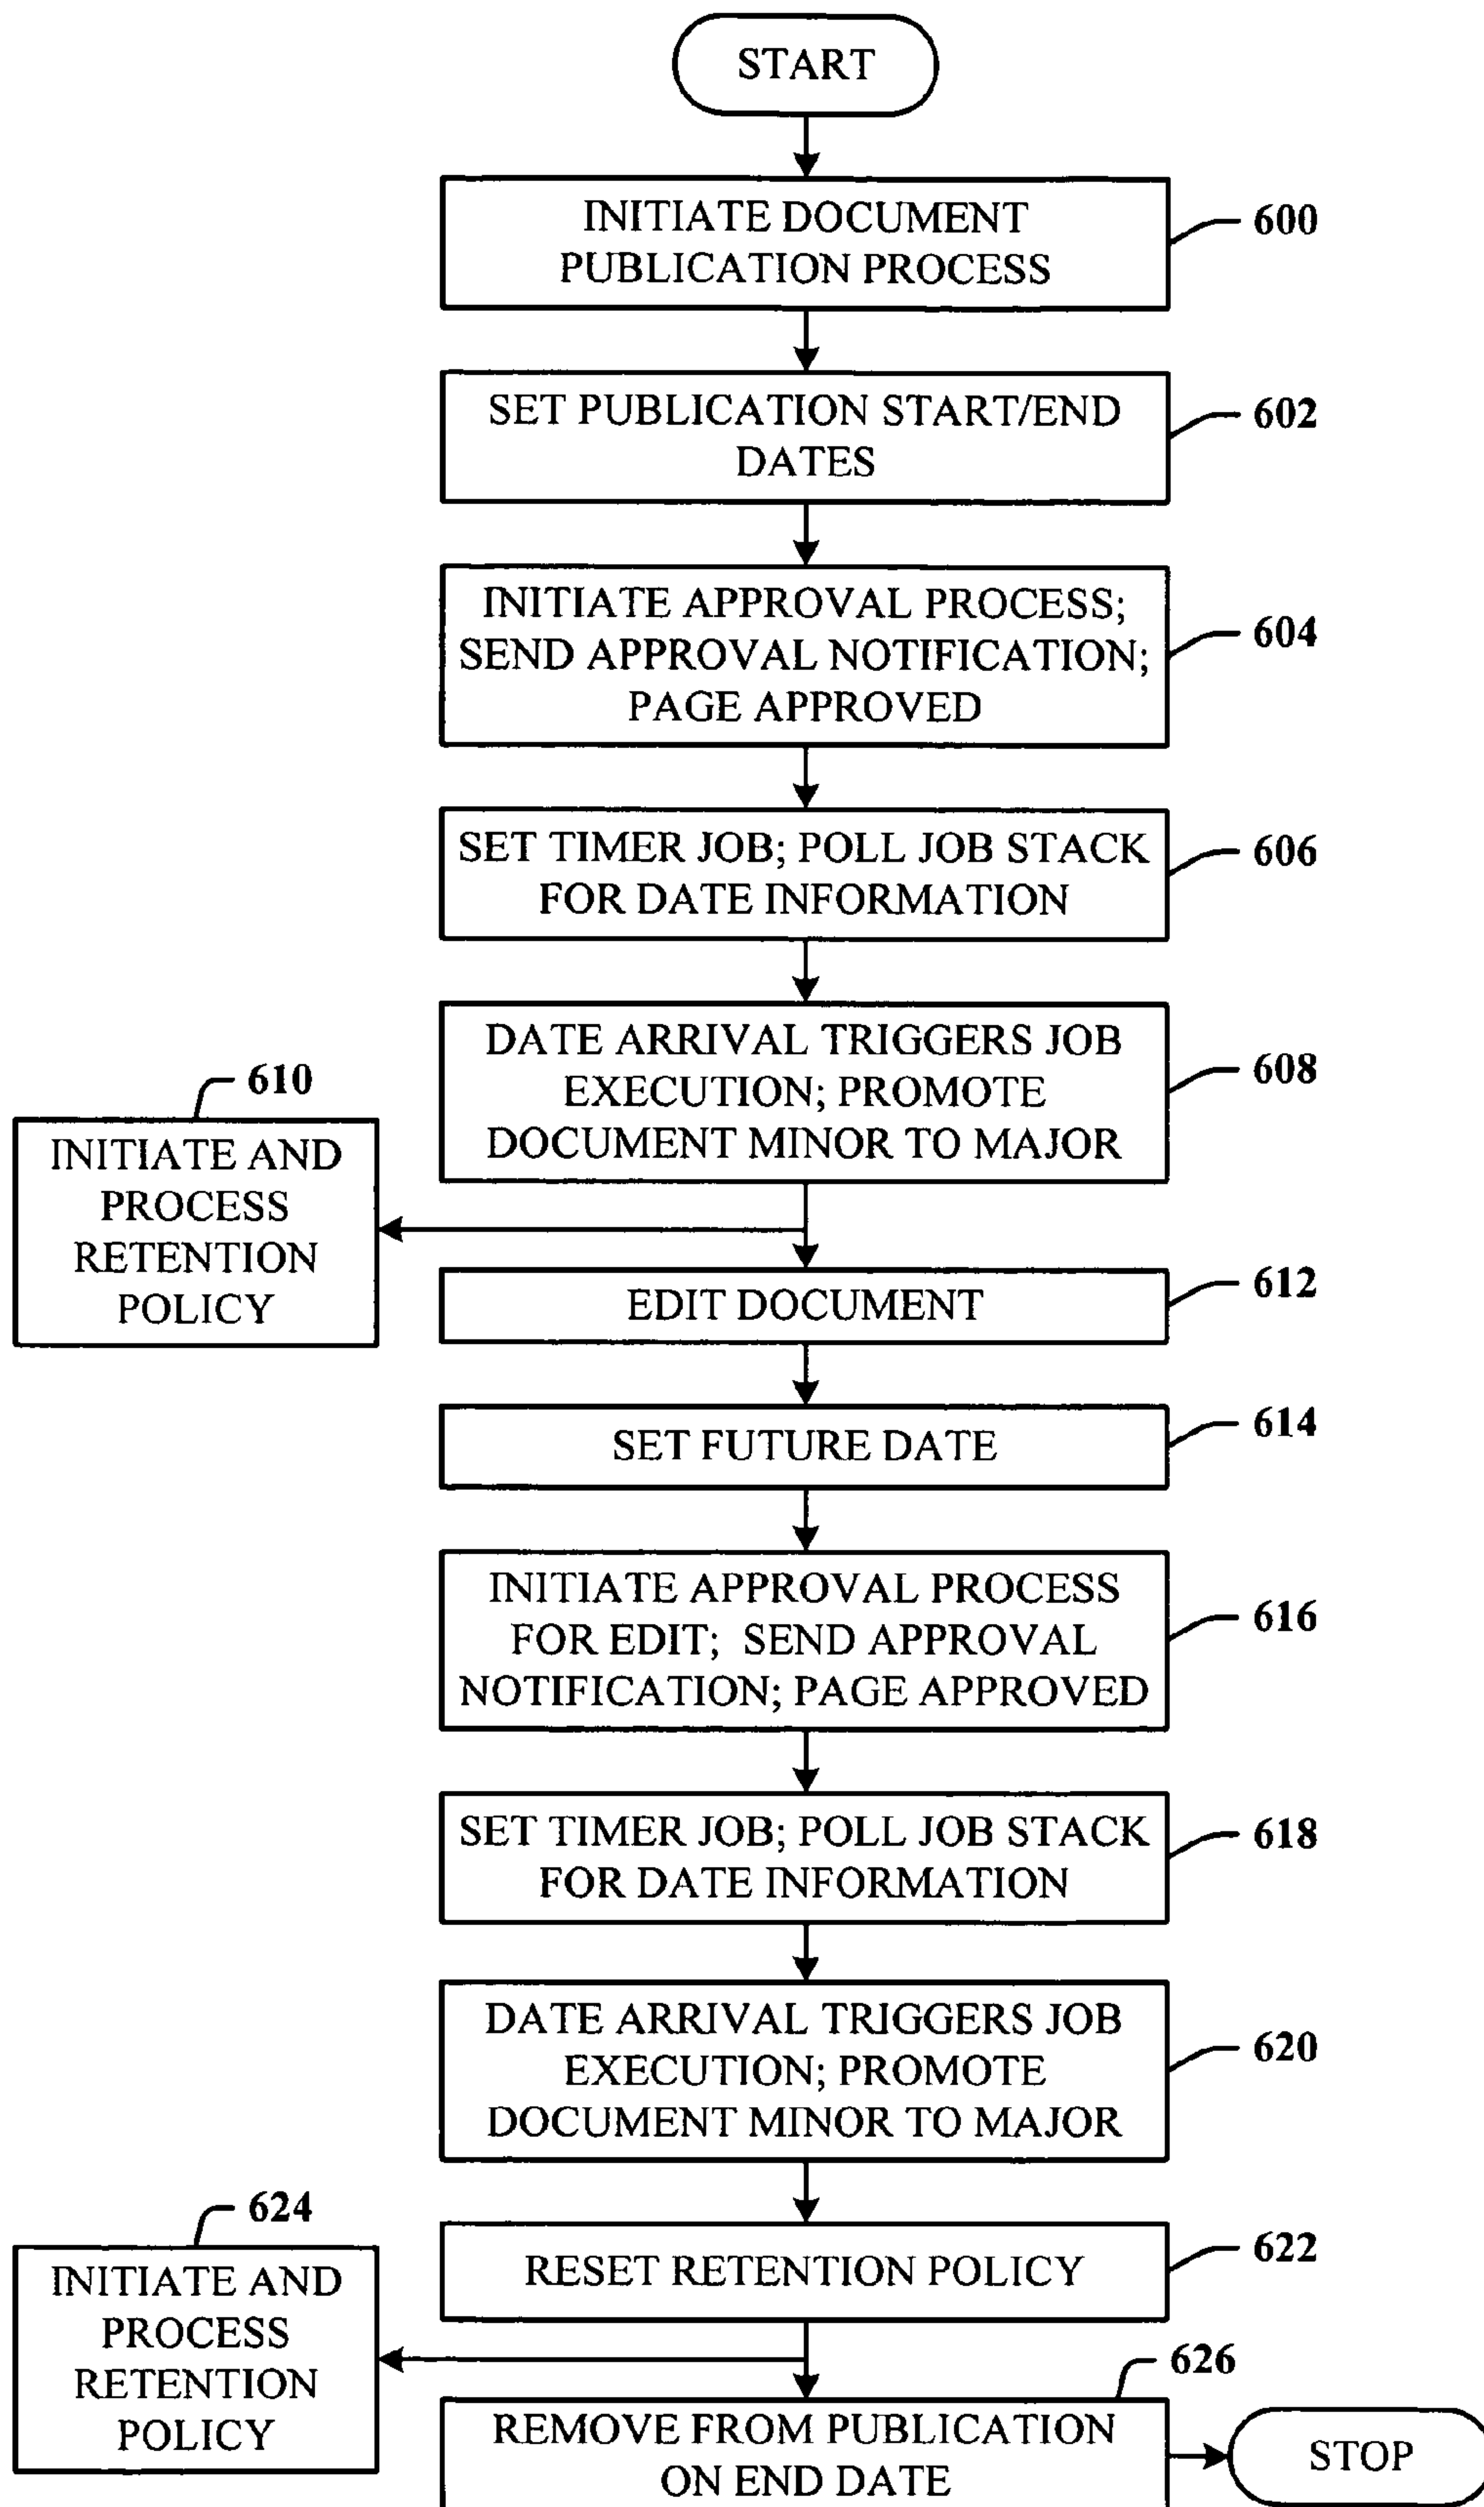 START
INITIATE DOCUMENT
PUBLICATION PROCESS
600
SET PUBLICATION START/END
DATES
602
INITIATE APPROVAL PROCESS;
SEND APPROVAL NOTIFICATION;
PAGE APPROVED
604
SET TIMER JOB; POLL JOB STACK
FOR DATE INFORMATION
606
DATE ARRIVAL TRIGGERS JOB
EXECUTION; PROMOTE
DOCUMENT MINOR TO MAJOR
608
610
INITIATE AND
PROCESS
RETENTION
POLICY
EDIT DOCUMENT
612
SET FUTURE DATE
614
INITIATE APPROVAL PROCESS
FOR EDIT; SEND APPROVAL
NOTIFICATION; PAGE APPROVED
616
SET TIMER JOB; POLL JOB STACK
FOR DATE INFORMATION
618
DATE ARRIVAL TRIGGERS JOB
EXECUTION; PROMOTE
DOCUMENT MINOR TO MAJOR
620
RESET RETENTION POLICY
622
624
INITIATE AND
PROCESS
RETENTION
POLICY
626
REMOVE FROM PUBLICATION
ON END DATE
STOP